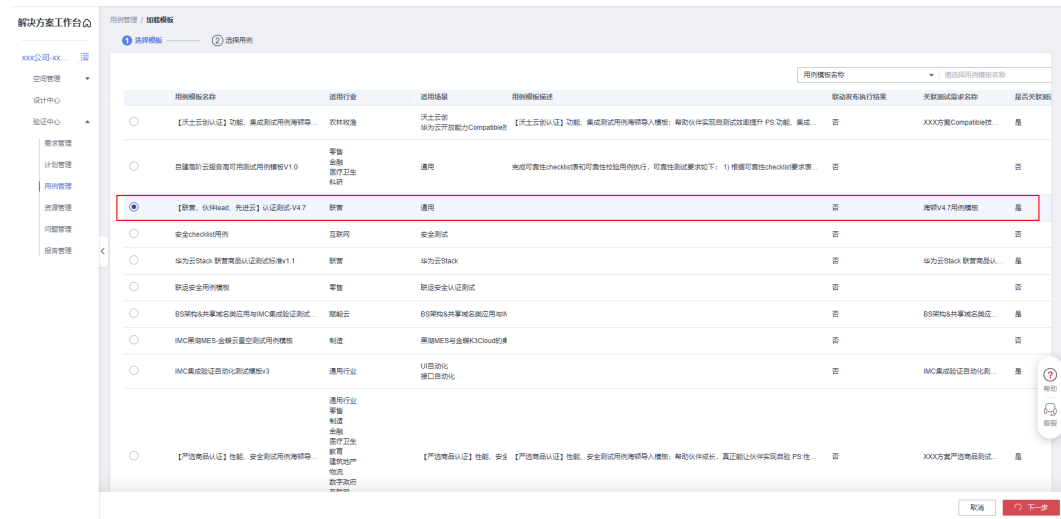 解决方案工作台
用例管理 / 加载模板
1 选择模板
2 选择用例
xxx公司-xx...
空间管理
设计中心
验证中心
需求管理
计划管理
用例管理
资源管理
问题管理
报告管理
用例模板名称
请选择用例模板名称
用例模板名称 适用行业 适用场景 用例模板描述 联动发布执行结果 关联测试需求名称 是否关联测试
【沃土云创认证】功能、集成测试用例海顿导... 农林牧渔 沃土云创
华为云开放能力Compatible技 【沃土云创认证】功能、集成测试用例海顿导入模板：帮助伙伴实现自测试效率提升 PS:功能、集成... 否 XXX方案Compatible技... 是
自建高阶云服务高可用测试用例模板V1.0 零售
金融
医疗卫生
科研 通用 完成可靠性checklist表和可靠性校验用例执行，可靠性测试要求如下： 1) 根据可靠性checklist要求表... 否 否
【联营、伙伴lead、先进云】认证测试-V4.7 联营 通用 否 海顿V4.7用例模板 是
安全checklist用例 互联网 安全测试 否 否
华为云Stack 联营商品认证测试标准v1.1 联营 华为云Stack 否 华为云Stack 联营商品认... 是
联运安全用例模板 零售 联运安全认证测试 否 否
BS架构&共享域名类应用与IMC集成验证测试... 赋能云 BS架构&共享域名类应用与IM 否 BS架构&共享域名类应... 是
IMC黑湖MES-金蝶云星空测试用例模板 制造 黑湖MES与金蝶K3Cloud的集 否 否
IMC集成验证自动化测试模板v3 通用行业 UI自动化
接口自动化 否 IMC集成验证自动化测... 是
通用行业
零售
制造
金融
医疗卫生
教育
建筑地产
物流
数字政府
互联网
【严选商品认证】性能、安全测试用例海顿导... 【严选商品认证】性能、安全 【严选商品认证】性能、安全测试用例海顿导入模板：帮助伙伴成长，真正能让伙伴实现自验 PS:性... 否 XXX方案严选商品测试... 是
帮助
客服
取消
下一步